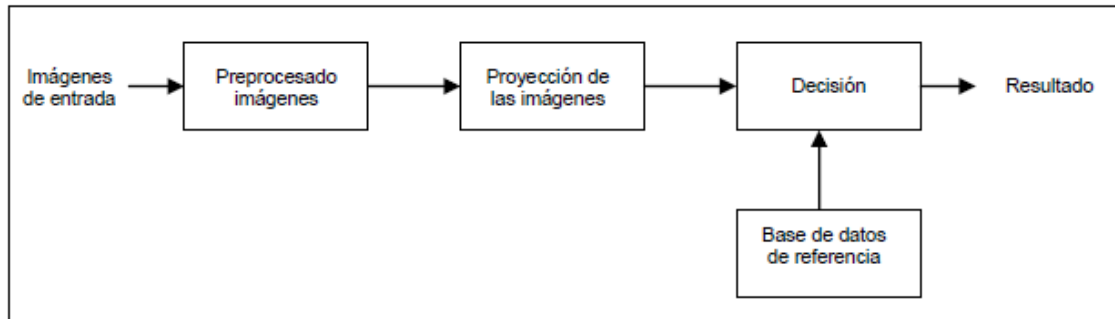 Imágenes
de entrada
Preprocesado
imágenes
Proyección de
las imágenes
Decisión
Resultado
Base de datos
de referencia